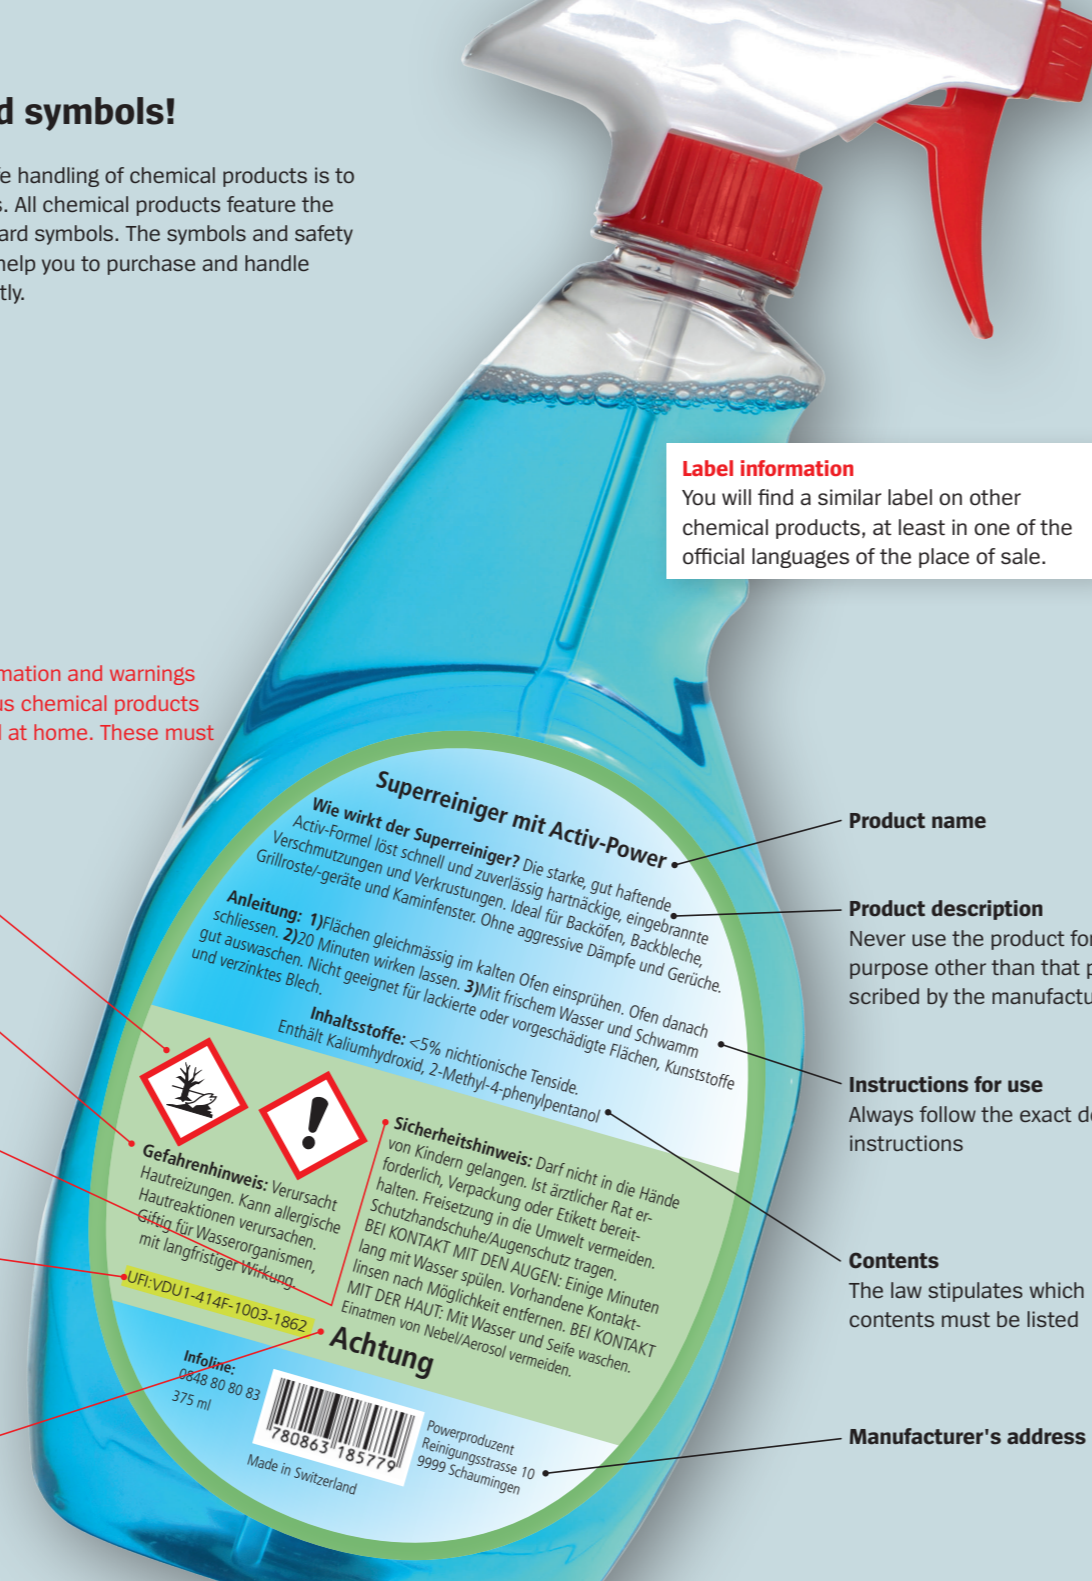 d symbols!
e handling of chemical products is to
s. All chemical products feature the
ard symbols. The symbols and safety
help you to purchase and handle
tly.
Label information
You will find a similar label on other
chemical products, at least in one of the
official languages of the place of sale.
mation and warnings
us chemical products
d at home. These must
Superreiniger mit Activ-Power
Wie wirkt der Superreiniger? Die starke, gut haftende
Activ-Formel löst schnell und zuverlässig hartnäckige, eingebrannte
Verschmutzungen und Verkrustungen. Ideal für Backöfen, Backbleche,
Grillroste/-geräte und Kaminfenster. Ohne aggressive Dämpfe und Gerüche.
Anleitung: 1)Flächen gleichmässig im kalten Ofen einsprühen. Ofen danach
schliessen. 2)20 Minuten wirken lassen. 3)Mit frischem Wasser und Schwamm
gut auswaschen. Nicht geeignet für lackierte oder vorgeschädigte Flächen, Kunststoffe
und verzinktes Blech.
Inhaltsstoffe: <5% nichtionische Tenside.
Enthält Kaliumhydroxid, 2-Methyl-4-phenylpentanol
Gefahrenhinweis: Verursacht
Hautreizungen. Kann allergische
Hautreaktionen verursachen.
Giftig für Wasserorganismen,
mit langfristiger Wirkung.
UFI:VDU1-414F-1003-1862
Sicherheitshinweis: Darf nicht in die Hände
von Kindern gelangen. Ist ärztlicher Rat er-
forderlich, Verpackung oder Etikett bereit-
halten. Freisetzung in die Umwelt vermeiden.
Schutzhandschuhe/Augenschutz tragen.
BEI KONTAKT MIT DEN AUGEN: Einige Minuten
lang mit Wasser spülen. Vorhandene Kontakt-
linsen nach Möglichkeit entfernen. BEI KONTAKT
MIT DER HAUT: Mit Wasser und Seife waschen.
Einatmen von Nebel/Aerosol vermeiden.
Achtung
Infoline:
0848 80 80 83
375 ml
780863 185779
Made in Switzerland
Powerproduzent
Reinigungsstrasse 10
9999 Schaumingen
Product name
Product description
Never use the product for
purpose other than that p
scribed by the manufactu
Instructions for use
Always follow the exact d
instructions
Contents
The law stipulates which
contents must be listed
Manufacturer's address